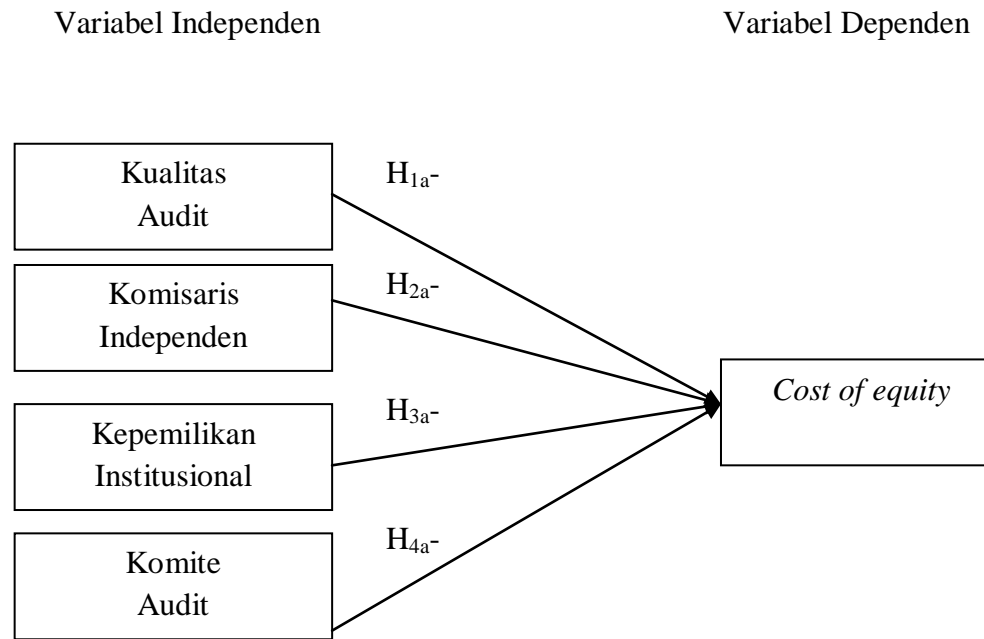 Variabel Independen
Variabel Dependen
Kualitas
Audit
H1a-
Komisaris
Independen
H2a-
Cost of equity
Kepemilikan
Institusional
H3a-
Komite
Audit
H4a-